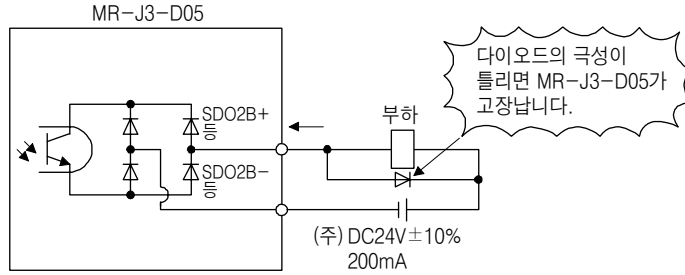 MR-J3-D05
다이오드의 극성이
틀리면 MR-J3-D05가
고장납니다.
SDO2B+
등
부하
SDO2B-
등
(주) DC24V±10%
200mA